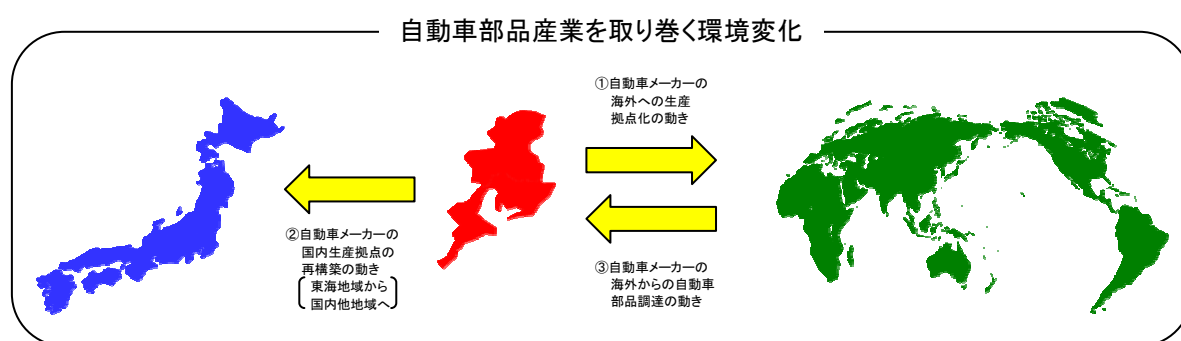 自動車部品産業を取り巻く環境変化
①自動車メーカーの
海外への生産
拠点化の動き
②自動車メーカーの
国内生産拠点の
再構築の動き
東海地域から
国内他地域へ
③自動車メーカーの
海外からの自動車
部品調達の動き